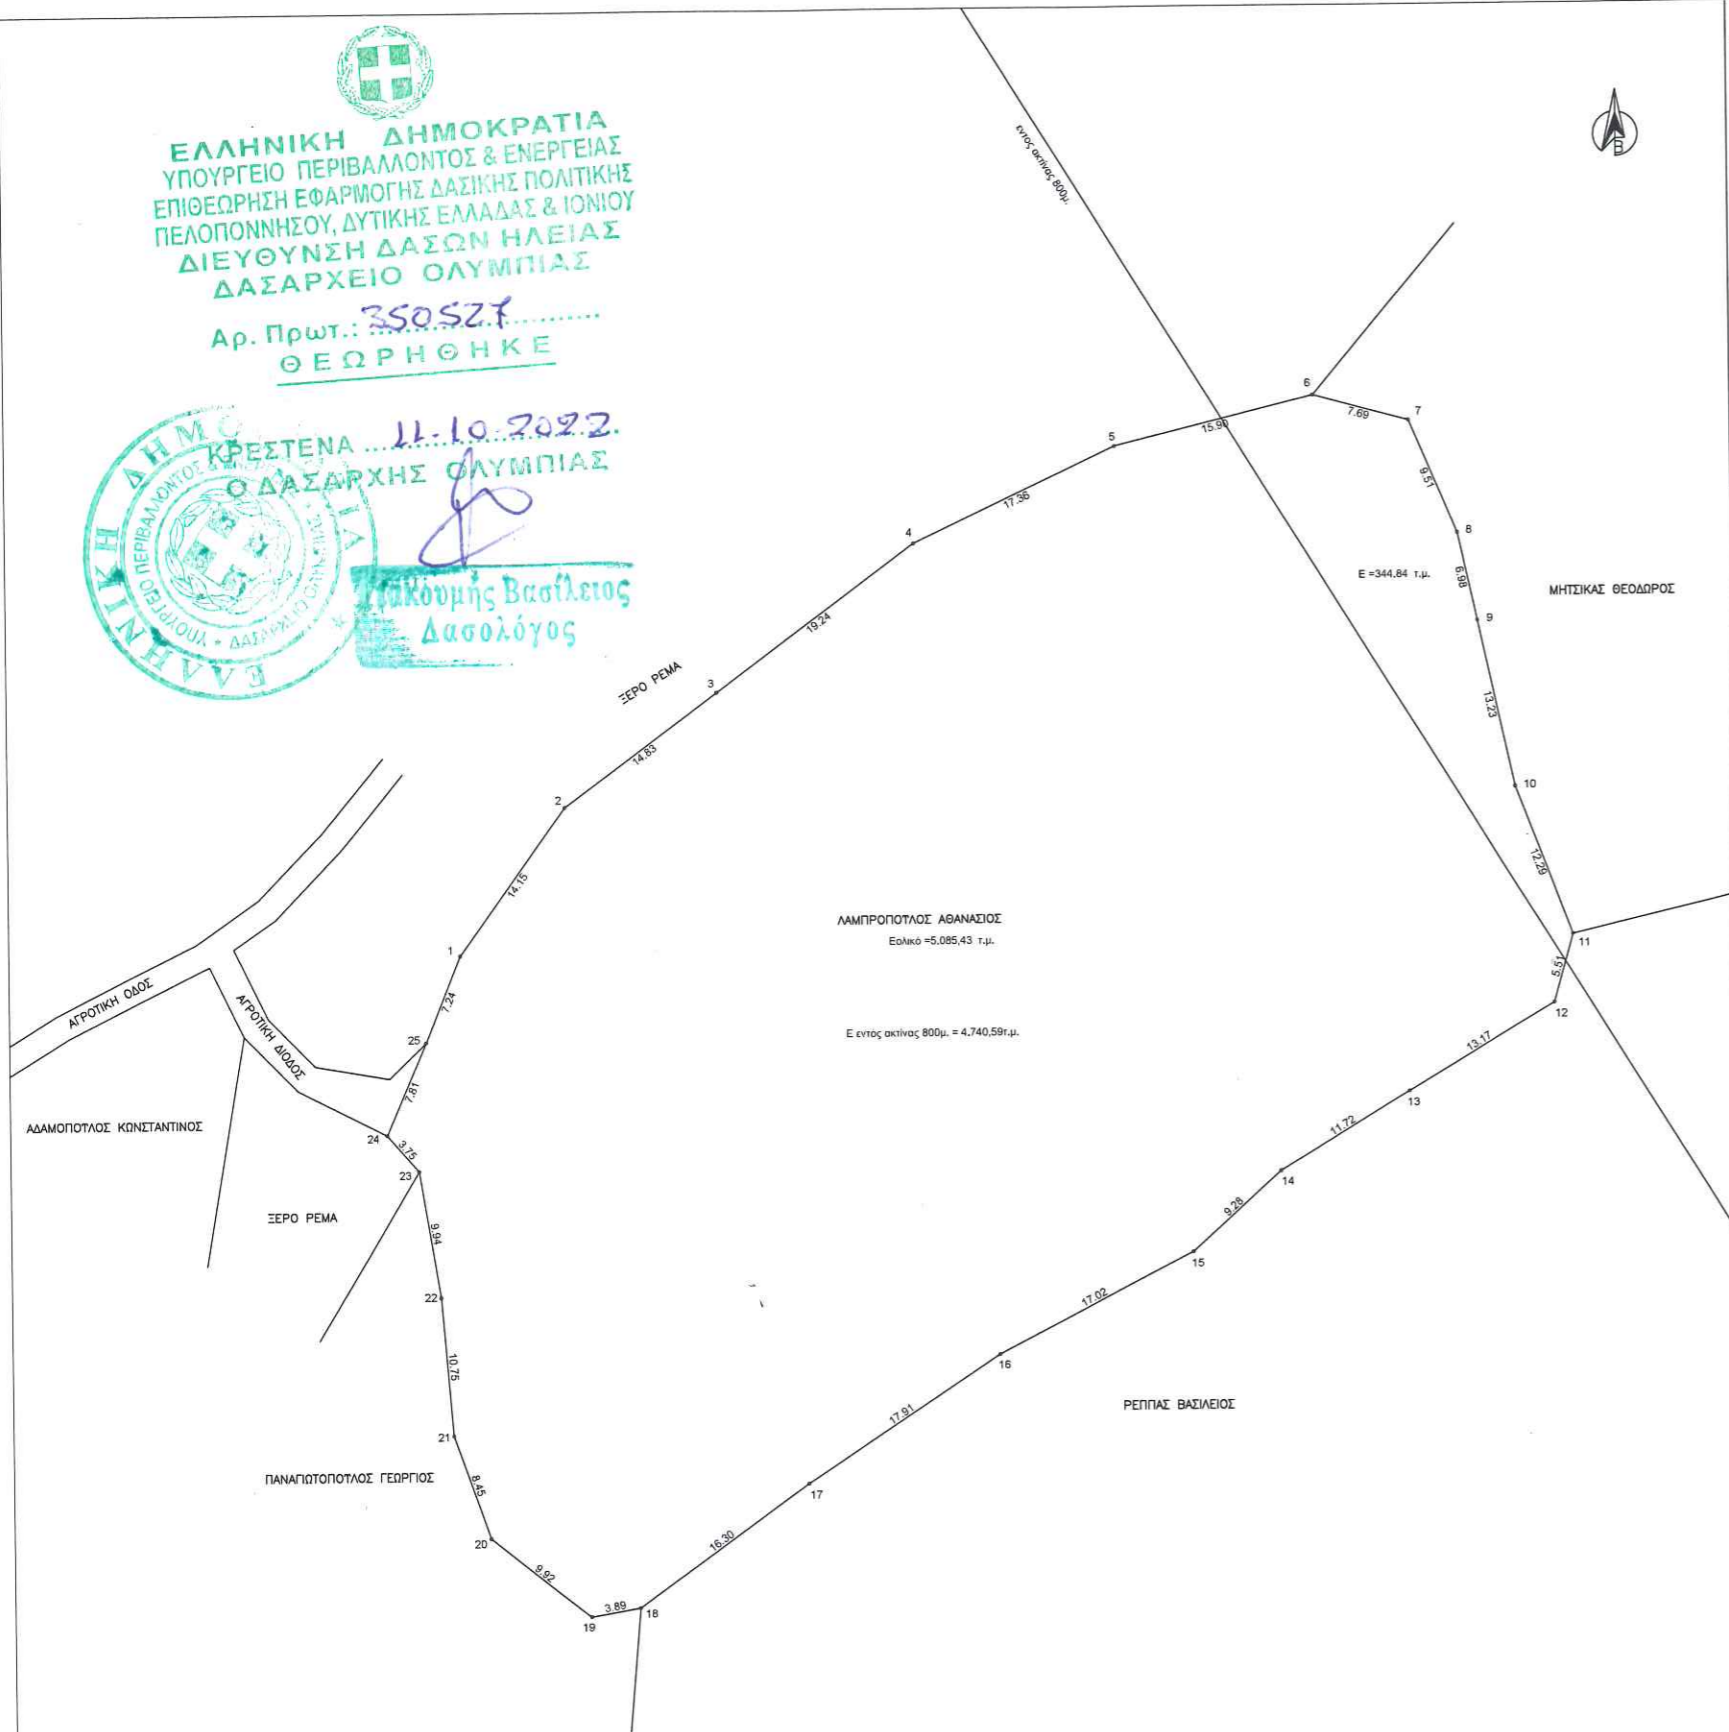 ΕΛΛΗΝΙΚΗ ΔΗΜΟΚΡΑΤΙΑ
ΥΠΟΥΡΓΕΙΟ ΠΕΡΙΒΑΛΛΟΝΤΟΣ & ΕΝΕΡΓΕΙΑΣ
ΕΠΙΘΕΩΡΗΣΗ ΕΦΑΡΜΟΓΗΣ ΔΑΣΙΚΗΣ ΠΟΛΙΤΙΚΗΣ
ΠΕΛΟΠΟΝΝΗΣΟΥ, ΔΥΤΙΚΗΣ ΕΛΛΑΔΑΣ & ΙΟΝΙΟΥ
ΔΙΕΥΘΥΝΣΗ ΔΑΣΩΝ ΗΛΕΙΑΣ
ΔΑΣΑΡΧΕΙΟ ΟΛΥΜΠΙΑΣ
Αρ. Πρωτ.: 350527
ΘΕΩΡΗΘΗΚΕ
ΚΡΕΣΤΕΝΑ 11-10-2022
Ο ΔΑΣΑΡΧΗΣ ΟΛΥΜΠΙΑΣ
Γιακουμής Βασίλειος
Δασολόγος
εντος ακτίνας 800μ.
Β
6
7.69
7
15.90
5
9.51
17.36
8
4
6.98
Ε =344.84 τ.μ.
ΜΗΤΣΙΚΑΣ ΘΕΟΔΩΡΟΣ
9
19.24
ΞΕΡΟ ΡΕΜΑ
3
13.23
14.83
10
2
12.29
14.15
ΛΑΜΠΡΟΠΟΤΛΟΣ ΑΘΑΝΑΣΙΟΣ
Εολικό =5.085,43 τ.μ.
11
1
5.51
7.24
12
ΑΓΡΟΤΙΚΗ ΟΔΟΣ
ΑΓΡΟΤΙΚΗ ΔΙΟΔΟΣ
25
Ε εντός ακτίνας 800μ. = 4.740,59τ.μ.
13.17
7.81
13
ΑΔΑΜΟΠΟΤΛΟΣ ΚΩΝΣΤΑΝΤΙΝΟΣ
24
3.75
11.72
23
14
9.28
ΞΕΡΟ ΡΕΜΑ
9.94
15
22
17.02
10.75
16
ΡΕΠΠΑΣ ΒΑΣΙΛΕΙΟΣ
17.91
21
ΠΑΝΑΓΙΩΤΟΠΟΤΛΟΣ ΓΕΩΡΓΙΟΣ
8.45
17
20
16.30
9.92
3.89
18
19